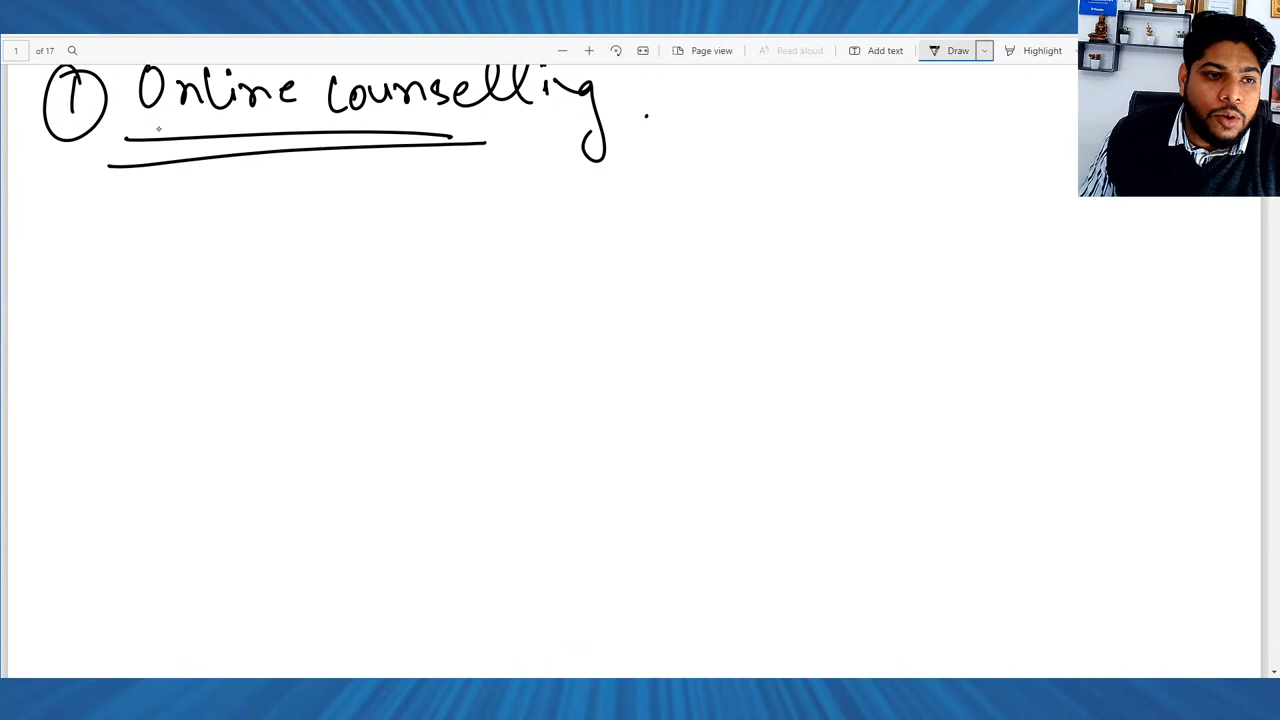 1 of 17 Page view Read aloud Add text Draw Highlight
1 Online counselling .